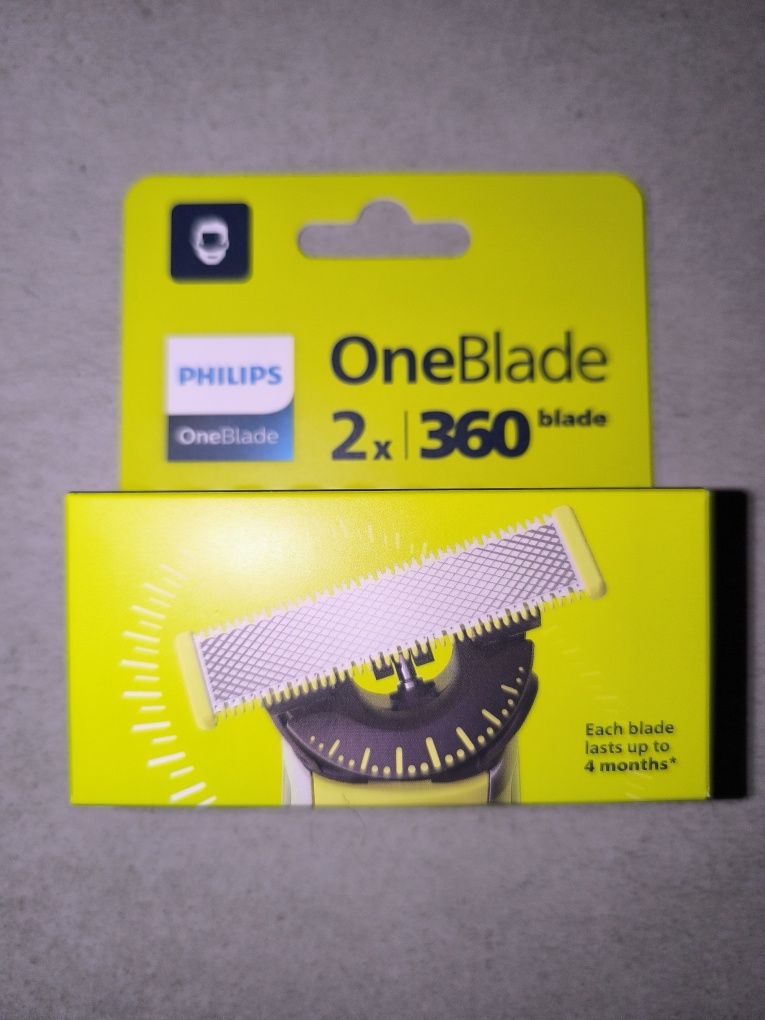 PHILIPS
OneBlade
OneBlade
2x | 360 blade
Each blade
lasts up to
4 months*